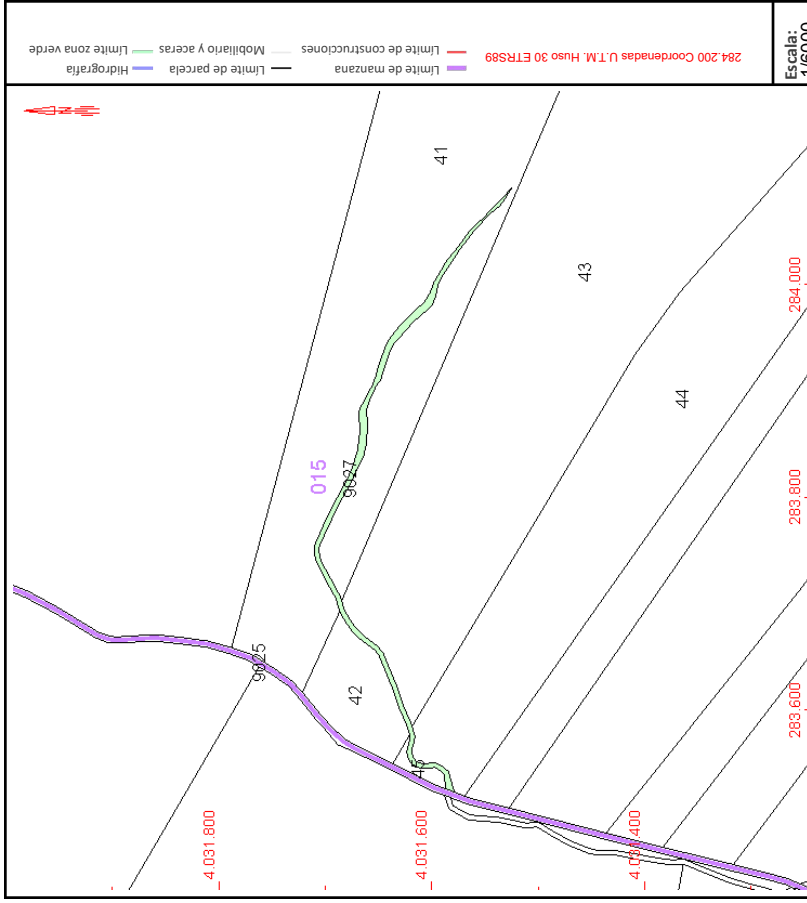 Límite de manzana
Límite de construcciones
Límite de parcela
Mobiliario y aceras
Hidrografía
Límite zona verde
284.200 Coordenadas U.T.M. Huso 30 ETRS89
Escala:
1/6000
41
43
44
015
9027
9025
42
284.000
283.800
283.600
4.031.800
4.031.600
4.031.400